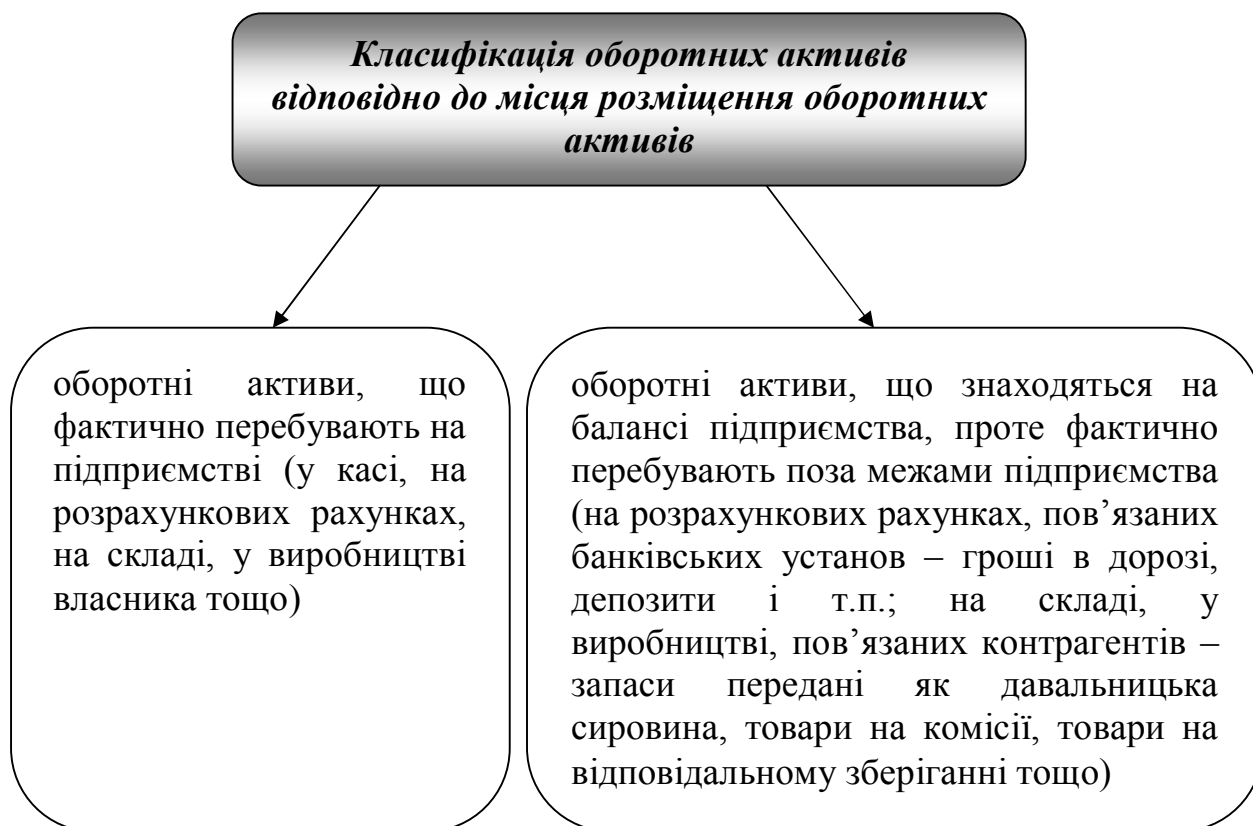 Класифікація оборотних активів
відповідно до місця розміщення оборотних
активів
оборотні активи, що
фактично перебувають на
підприємстві (у касі, на
розрахункових рахунках,
на складі, у виробництві
власника тощо)
оборотні активи, що знаходяться на
балансі підприємства, проте фактично
перебувають поза межами підприємства
(на розрахункових рахунках, пов’язаних
банківських установ – гроші в дорозі,
депозити і т.п.; на складі, у
виробництві, пов’язаних контрагентів –
запаси передані як давальницька
сировина, товари на комісії, товари на
відповідальному зберіганні тощо)